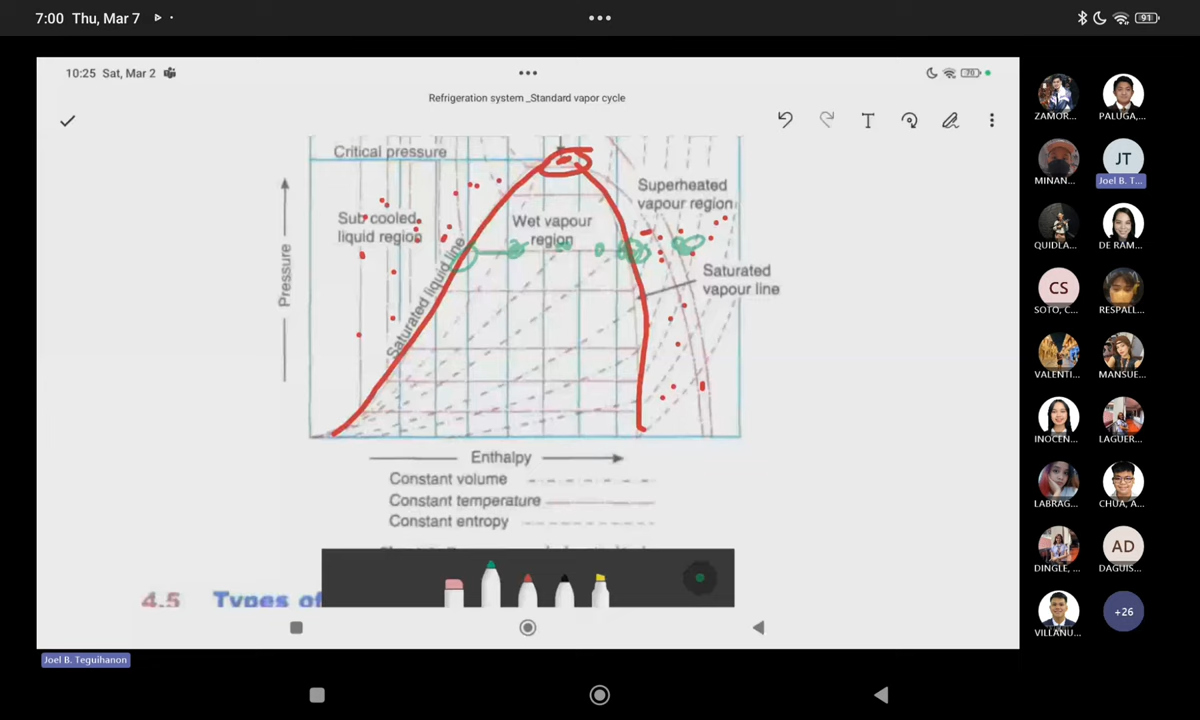 7:00 Thu, Mar 7
91
10:25 Sat, Mar 2
70
Refrigeration system _Standard vapor cycle
T
Critical pressure
Superheated
vapour region
Sub cooled
liquid region
Wet vapour
region
Pressure
Saturated liquid line
Saturated
vapour line
Enthalpy
Constant volume
Constant temperature
Constant entropy
4.5 Types of
Joel B. Teguihanon
ZAMOR...
PALUGA,...
MINAN...
JT
Joel B. T...
QUIDLA...
DE RAM...
CS
SOTO, C...
RESPALL...
VALENTI...
MANSUE...
INOCEN...
LAGUER...
LABRAG...
CHUA, A...
DINGLE, ...
AD
DAGUIS...
VILLANU...
+26